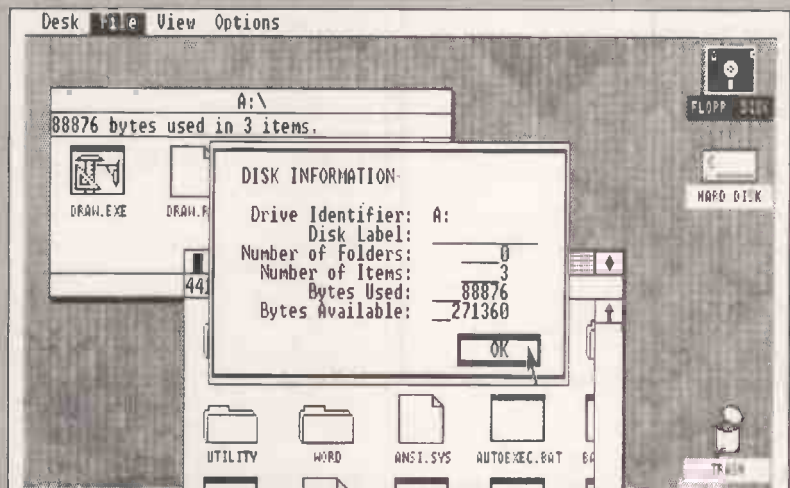 Desk File View Options
A:\
88876 bytes used in 3 items.
DRAW.EXE
DISK INFORMATION
Drive Identifier: A:
Disk Label:
Number of Folders: 0
Number of Items: 3
Bytes Used: 88876
Bytes Available: 271360
OK
FLOPP DISK
HARD DISK
UTILITY
WORD
ANSI.SYS
AUTOEXEC.BAT
TRASH